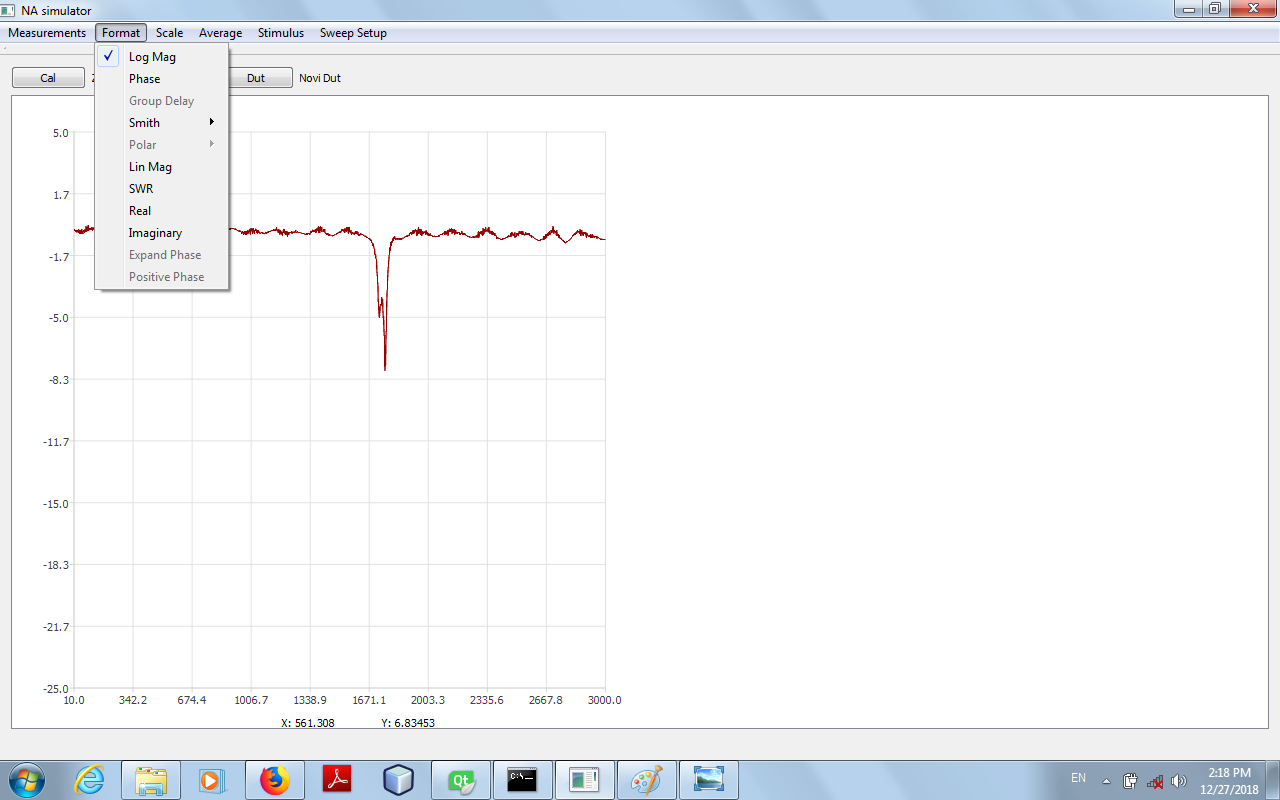 NA simulator
Measurements Format Scale Average Stimulus Sweep Setup
Log Mag
Phase
Group Delay
Smith
Polar
Lin Mag
SWR
Real
Imaginary
Expand Phase
Positive Phase
Cal Dut Novi Dut
5.0
1.7
-1.7
-5.0
-8.3
-11.7
-15.0
-18.3
-21.7
-25.0
10.0 342.2 674.4 1006.7 1338.9 1671.1 2003.3 2335.6 2667.8 3000.0
X: 561.308 Y: 6.83453
Qt
C:\
EN
2:18 PM
12/27/2018